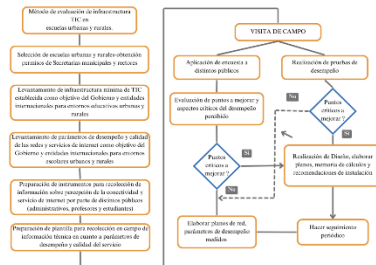 Método de evaluación de infraestructura
TIC en
escuelas urbanas y rurales.
Selección de escuelas urbanas y rurales-obtención
permisos de Secretarias municipales y rectores
Levantamiento de infraestructura mínima de TIC
establecida como objetivo del Gobierno y entidades
internacionales para entornos educativos urbanos y
rurales
Levantamiento de parámetros de desempeño y calidad
de las redes y servicios de internet como objetivo del
Gobierno y entidades internacionales para entornos
escolares urbanos y rurales
Preparación de instrumentos para recolección de
información sobre percepción de la conectividad y
servicio de internet por parte de distintos públicos
(administrativos, profesores y estudiantes)
Preparación de plantilla para recolección en campo de
información técnica en cuanto a parámetros de
desempeño y calidad del servicio
VISITA DE CAMPO
Aplicación de encuesta a
distintos públicos
Evaluación de puntos a mejorar y
aspectos críticos del desempeño
percibido
Puntos
críticos a
mejorar ?
Si
No
Elaborar planos de red,
parámetros de desempeño
medidos
Realización de pruebas de
desempeño
No
Puntos
críticos a
mejorar ?
Si
Realización de Diseño, elaborar
planos, memoria de cálculo y
recomendaciones de instalación
Hacer seguimiento
periódico